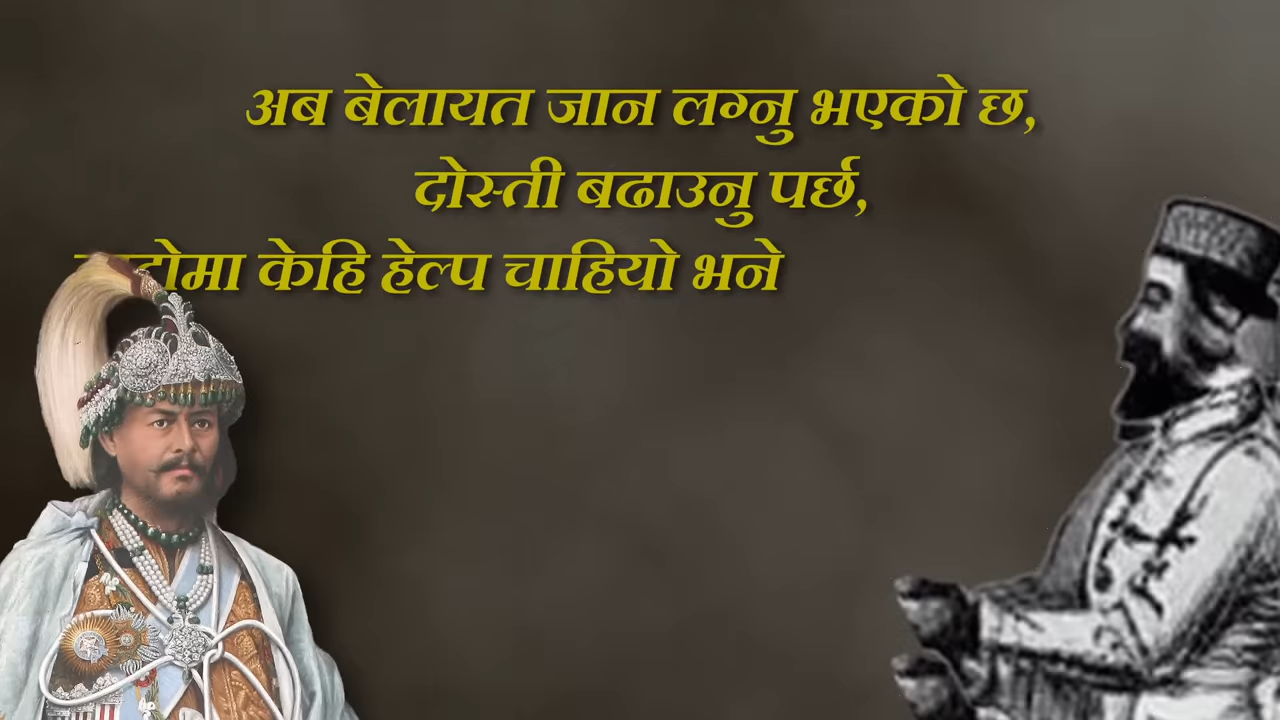 अब बेलायत जान लग्नु भएको छ,
दोस्ती बढाउनु पर्छ,
केहि हेल्प चाहियो भने